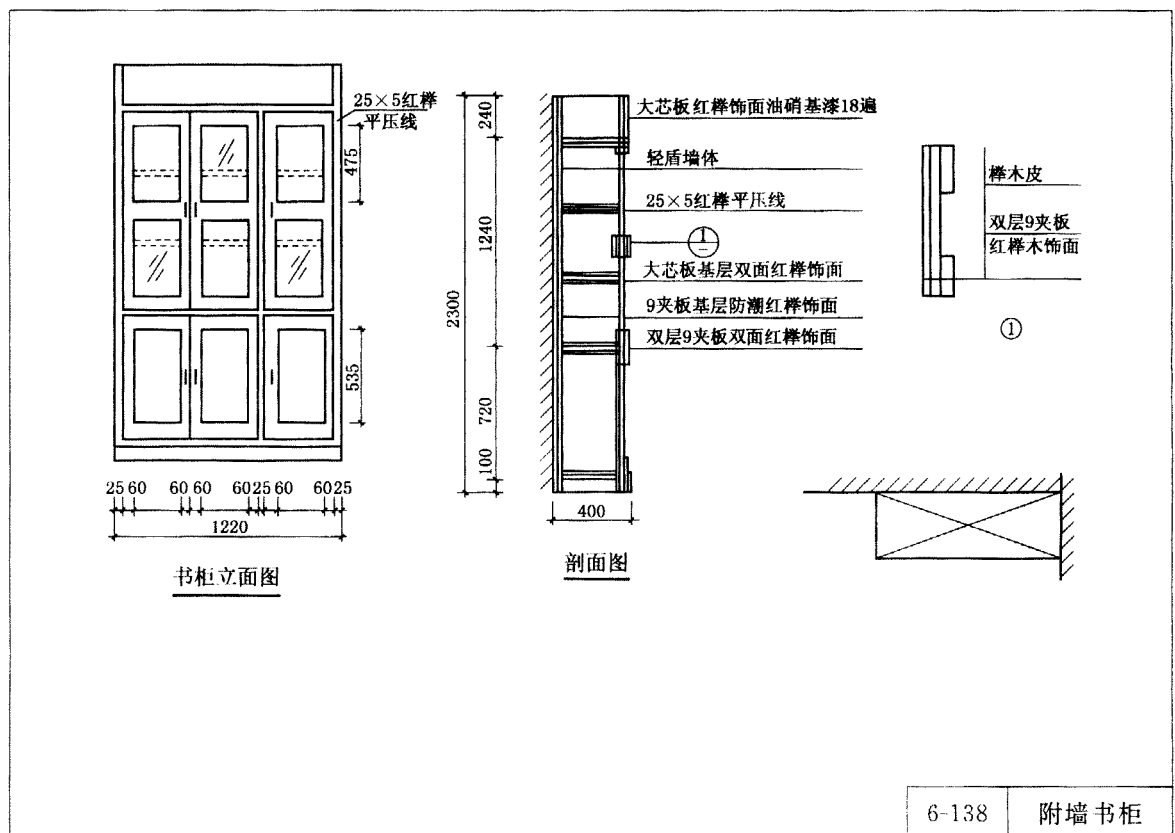 25×5红榉
平压线
475
535
25 60 60 60 60 25 60 60 25
1220
书柜立面图
240
1240
2300
720
100
400
剖面图
大芯板红榉饰面油硝基漆18遍
轻盾墙体
25×5红榉平压线
1
大芯板基层双面红榉饰面
9夹板基层防潮红榉饰面
双层9夹板双面红榉饰面
榉木皮
双层9夹板
红榉木饰面
①
6-138
附墙书柜